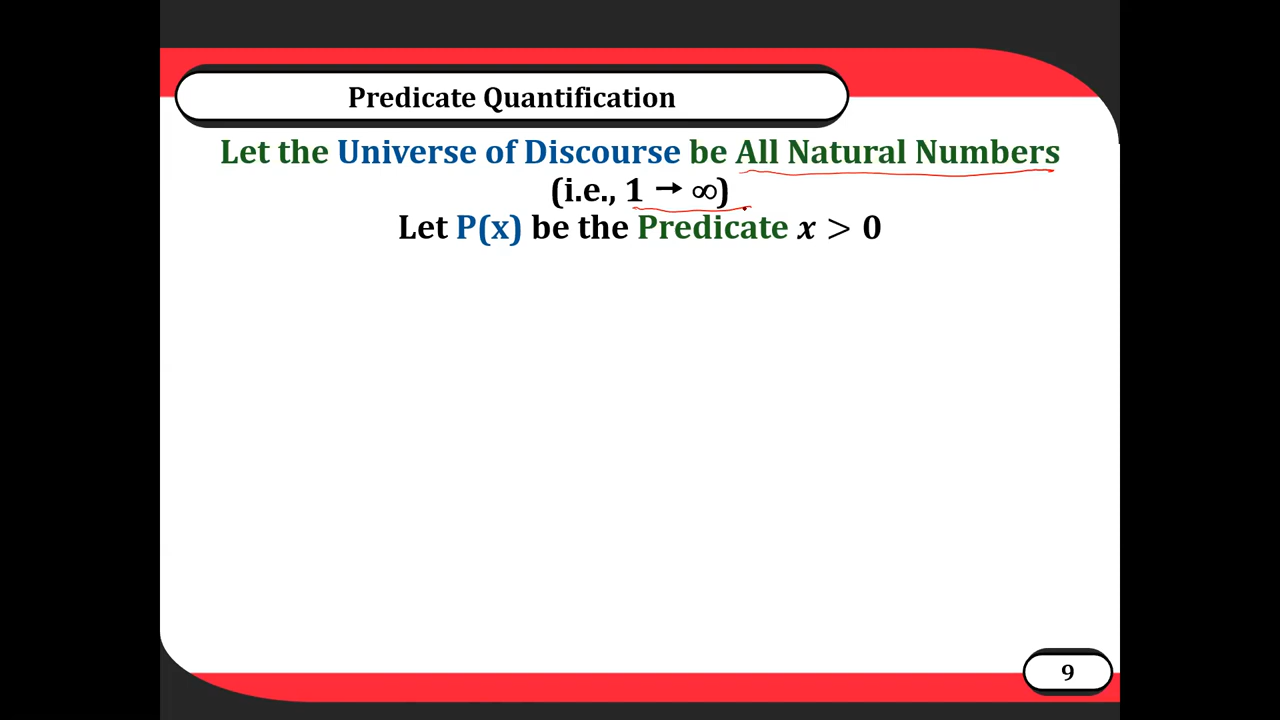 Predicate Quantification
Let the Universe of Discourse be All Natural Numbers
(i.e., 1 → ∞)
Let P(x) be the Predicate x > 0
9